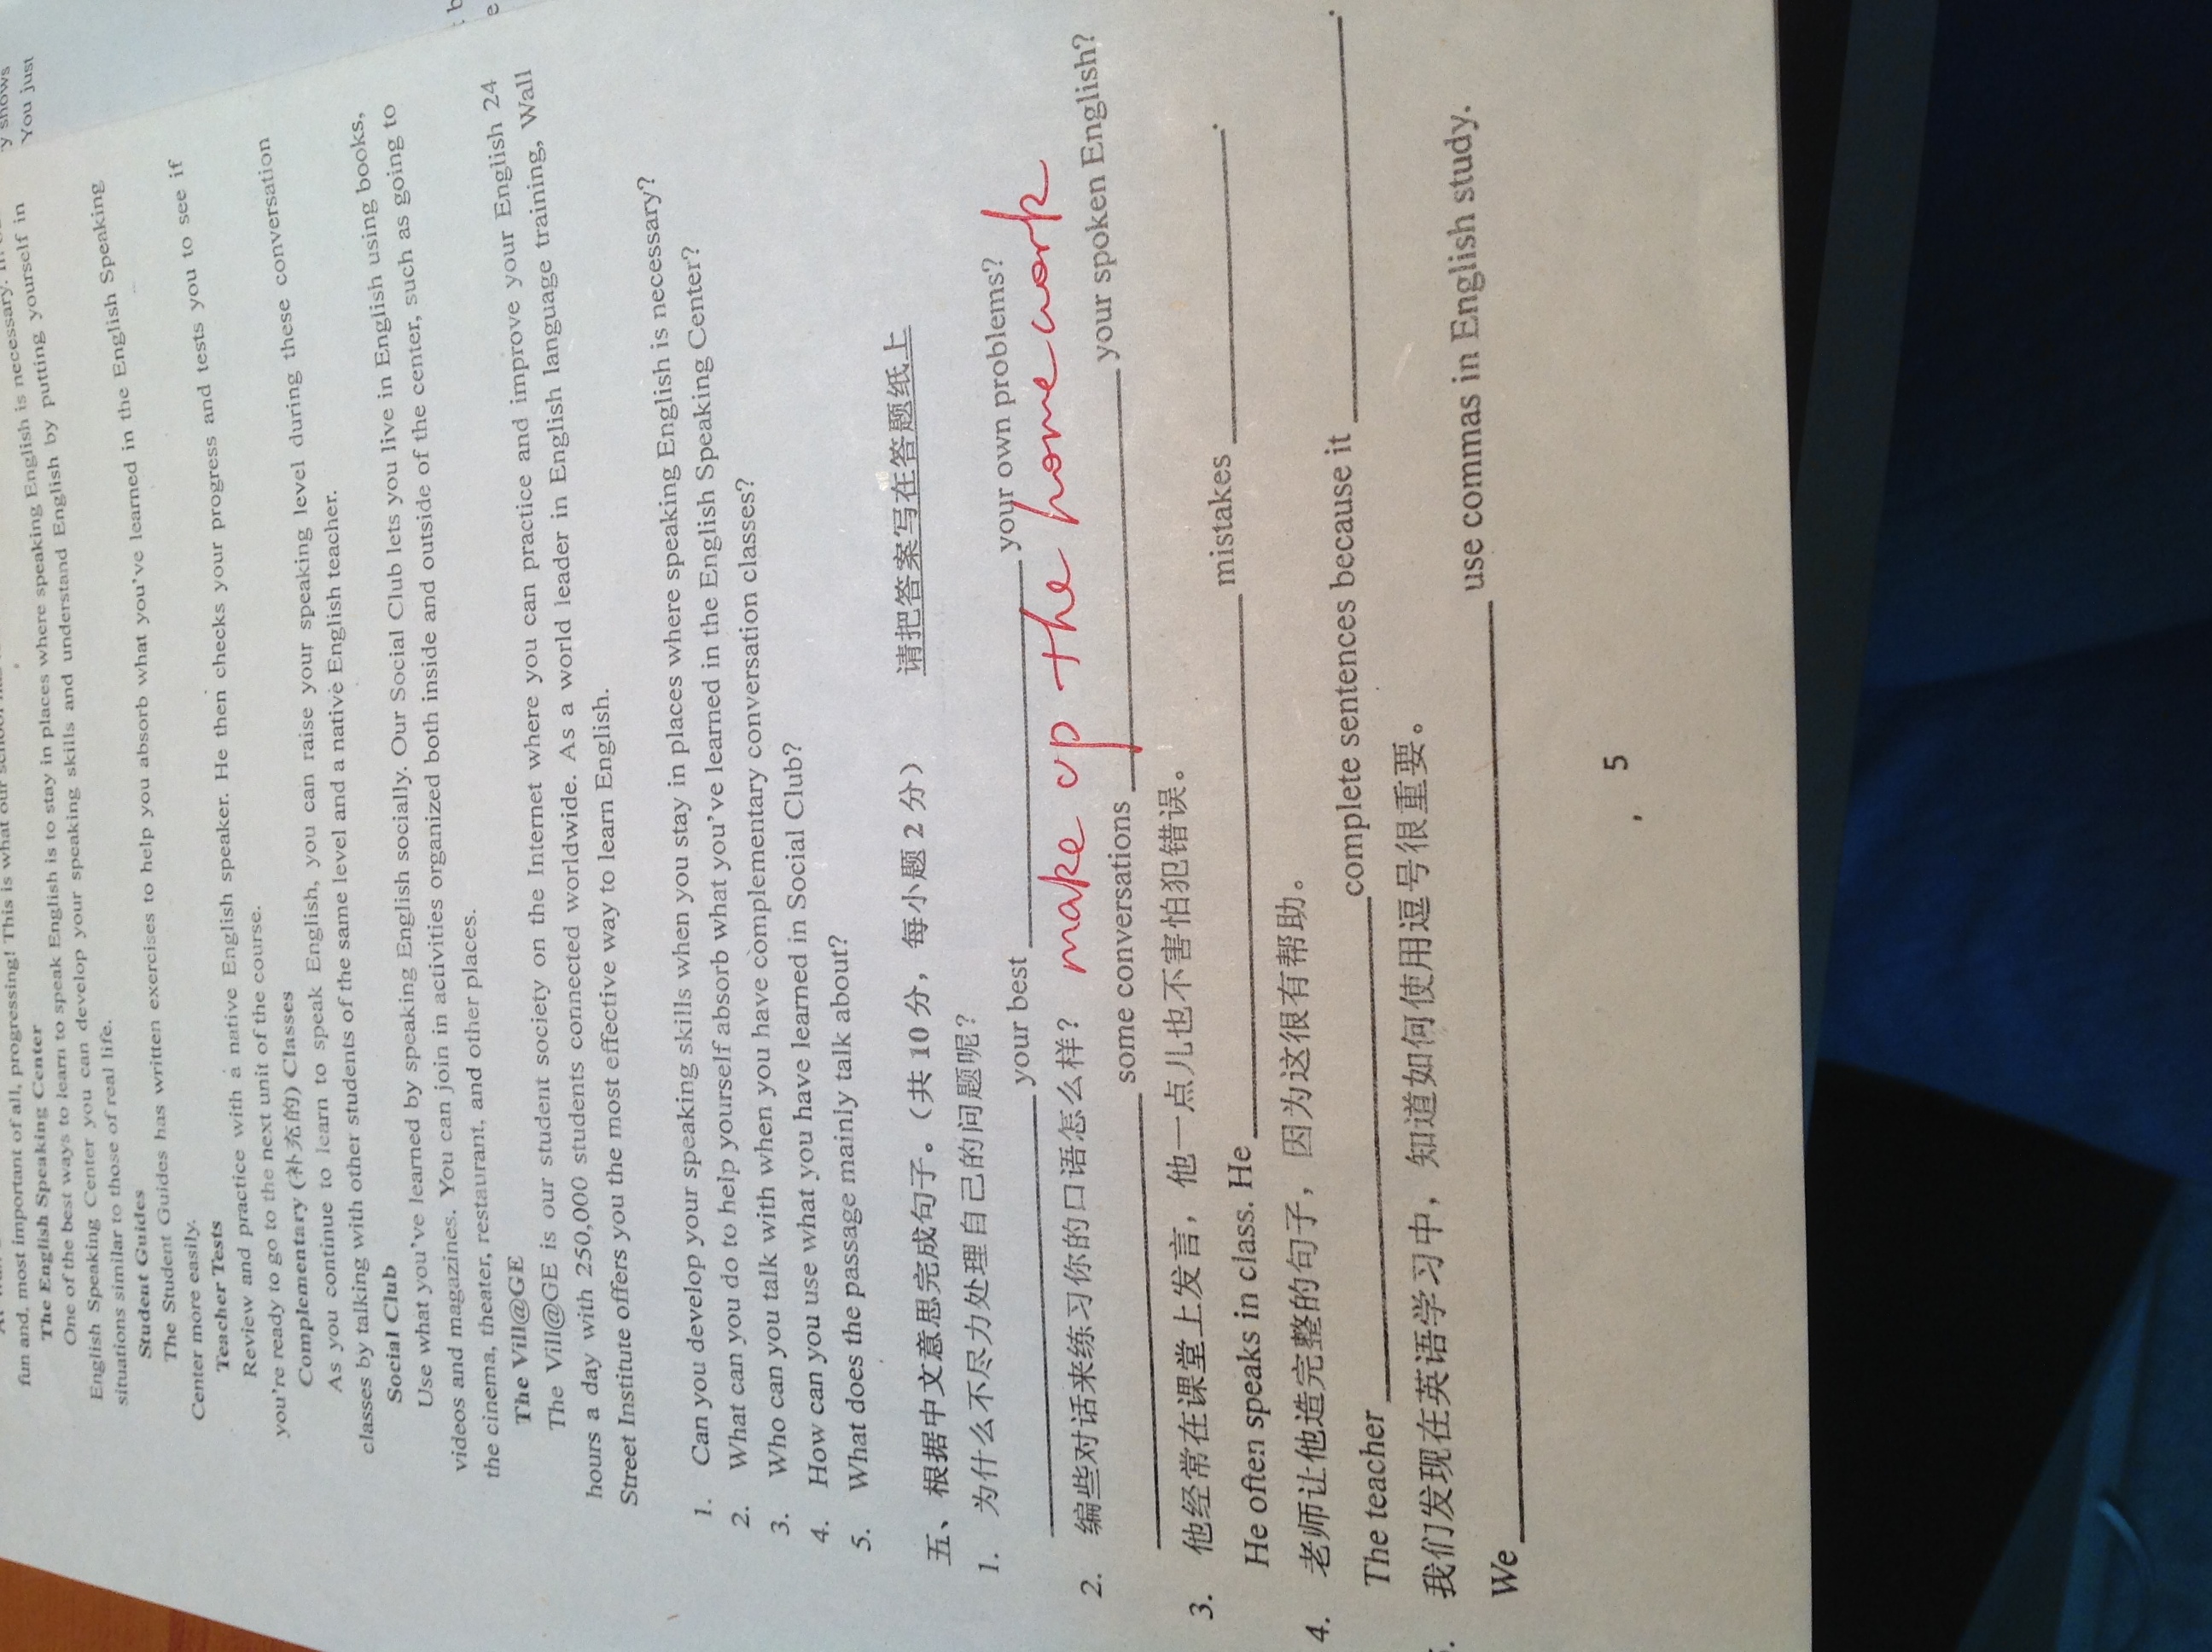 fun and, most important of all, progressing! This is what our
The English Speaking Center
One of the best ways to learn to speak English is to stay in places where speaking English is necessary.
English Speaking Center you can develop your speaking skills and understand English by putting yourself in
situations similar to those of real life.
Student Guides
The Student Guides has written exercises to help you absorb what you've learned in the English Speaking
Center more easily.
Teacher Tests
Review and practice with a native English speaker. He then checks your progress and tests you to see if
you're ready to go to the next unit of the course.
Complementary (补充的) Classes
As you continue to learn to speak English, you can raise your speaking level during these conversation
classes by talking with other students of the same level and a native English teacher.
Social Club
Use what you've learned by speaking English socially. Our Social Club lets you live in English using books,
videos and magazines. You can join in activities organized both inside and outside of the center, such as going to
the cinema, theater, restaurant, and other places.
The Vill@GE
The Vill@GE is our student society on the Internet where you can practice and improve your English 24
hours a day with 250,000 students connected worldwide. As a world leader in English language training, Wall
Street Institute offers you the most effective way to learn English.
1. Can you develop your speaking skills when you stay in places where speaking English is necessary?
2. What can you do to help yourself absorb what you've learned in the English Speaking Center?
3. Who can you talk with when you have complementary conversation classes?
4. How can you use what you have learned in Social Club?
5. What does the passage mainly talk about?
五、根据中文意思完成句子。（共 10 分，每小题 2 分） 请把答案写在答题纸上
1. 为什么不尽力处理自己的问题呢？
____ your best ____ your own problems?
2. 编些对话来练习你的口语怎么样？ make up the homework
____ some conversations ____ your spoken English?
3. 他经常在课堂上发言，他一点儿也不害怕犯错误。
He often speaks in class. He ____ mistakes ____.
4. 老师让他造完整的句子，因为这很有帮助。
The teacher ____ complete sentences because it ____.
. 我们发现在英语学习中，知道如何使用逗号很重要。
We ____ use commas in English study.
5
y shows
You just